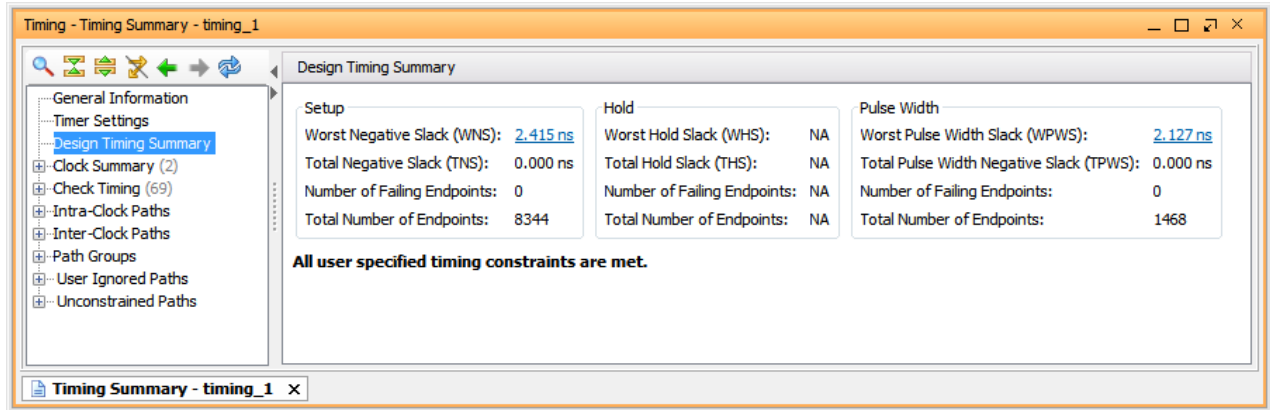 Timing - Timing Summary - timing_1
General Information
Timer Settings
Design Timing Summary
Clock Summary (2)
Check Timing (69)
Intra-Clock Paths
Inter-Clock Paths
Path Groups
User Ignored Paths
Unconstrained Paths
Design Timing Summary
Setup
Worst Negative Slack (WNS): 2.415 ns
Total Negative Slack (TNS): 0.000 ns
Number of Failing Endpoints: 0
Total Number of Endpoints: 8344
Hold
Worst Hold Slack (WHS): NA
Total Hold Slack (THS): NA
Number of Failing Endpoints: NA
Total Number of Endpoints: NA
Pulse Width
Worst Pulse Width Slack (WPWS): 2.127 ns
Total Pulse Width Negative Slack (TPWS): 0.000 ns
Number of Failing Endpoints: 0
Total Number of Endpoints: 1468
All user specified timing constraints are met.
Timing Summary - timing_1